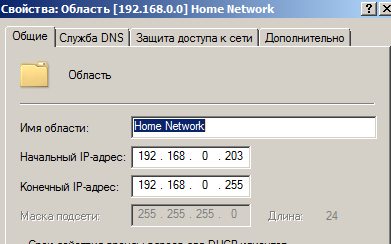 Свойства: Область [192.168.0.0] Home Network
Общие Служба DNS Защита доступа к сети Дополнительно
Область
Имя области: Home Network
Начальный IP-адрес: 192 . 168 . 0 . 203
Конечный IP-адрес: 192 . 168 . 0 . 255
Маска подсети: 255 . 255 . 255 . 0 Длина: 24